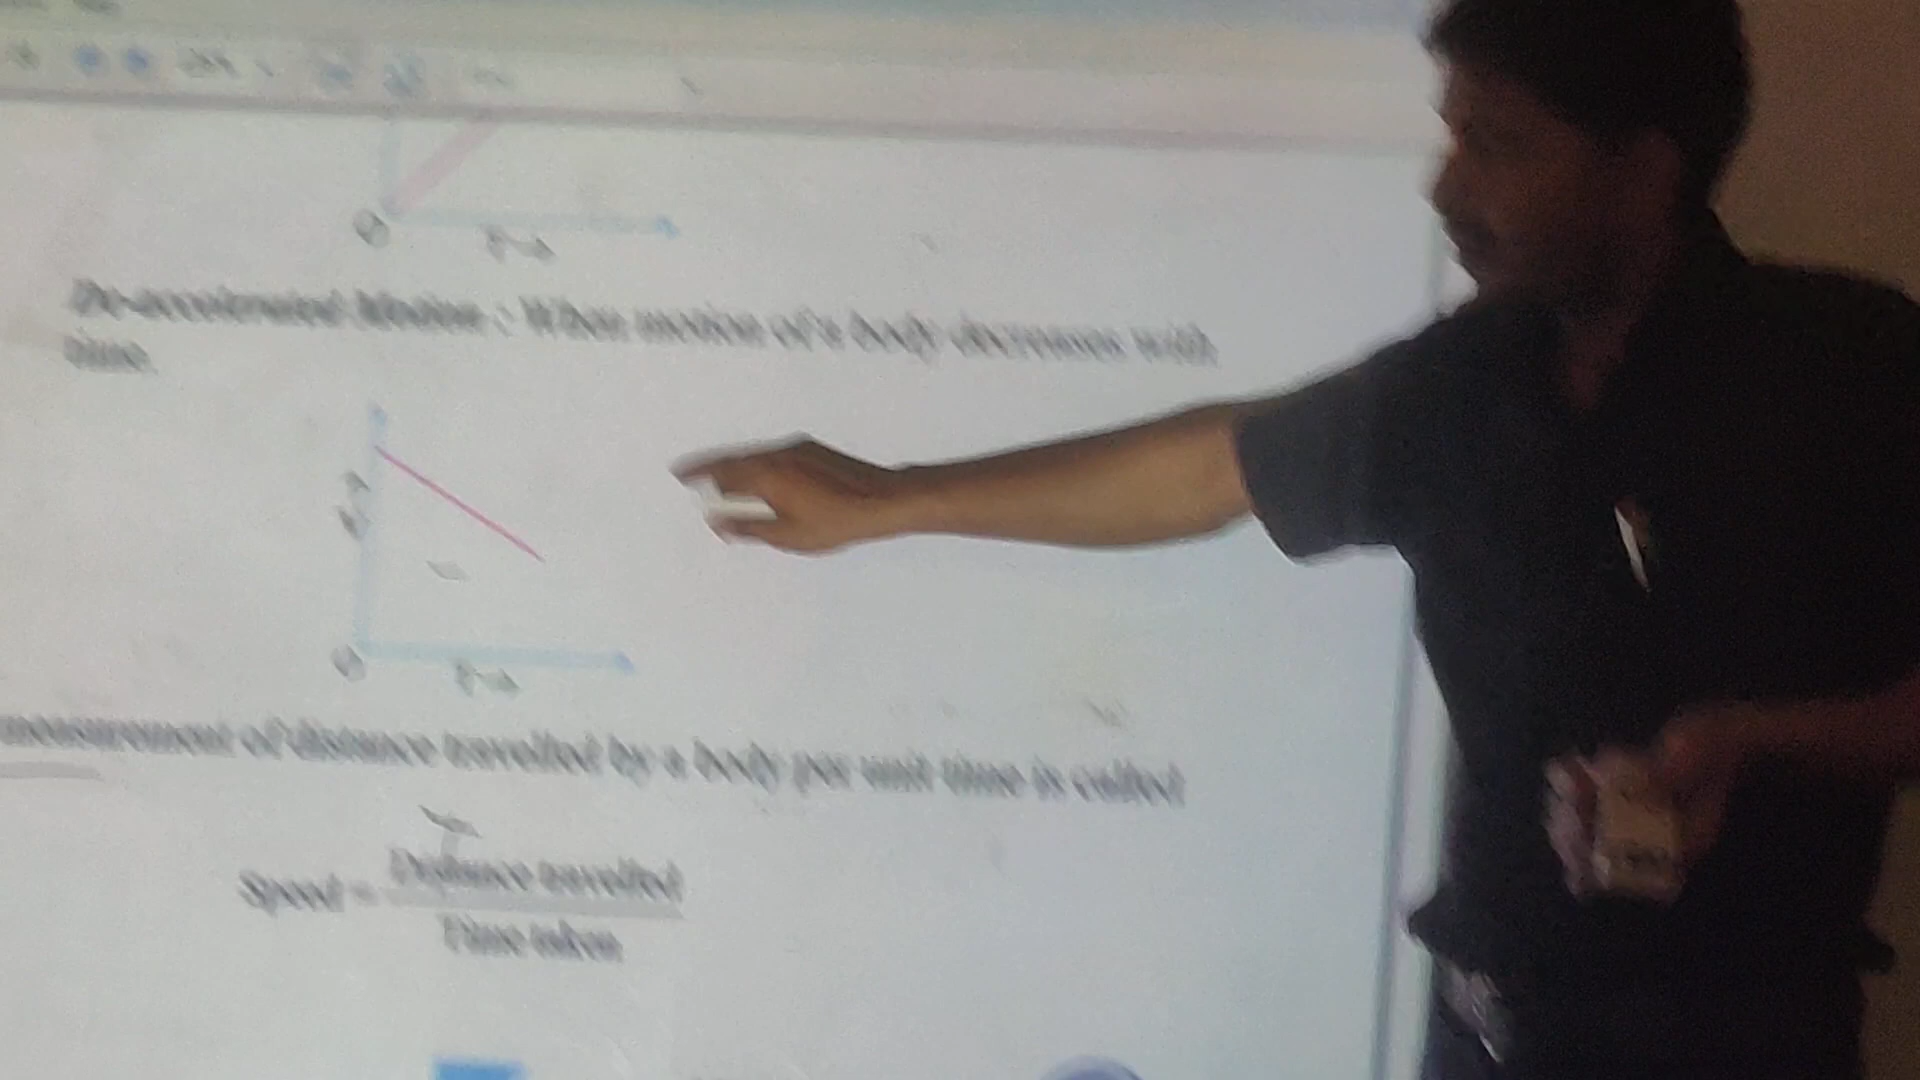 O
De-accelerated Motion : When motion of a body decreases with
time.
O
measurement of distance travelled by a body per unit time is called
Speed = Distance travelled
Time taken